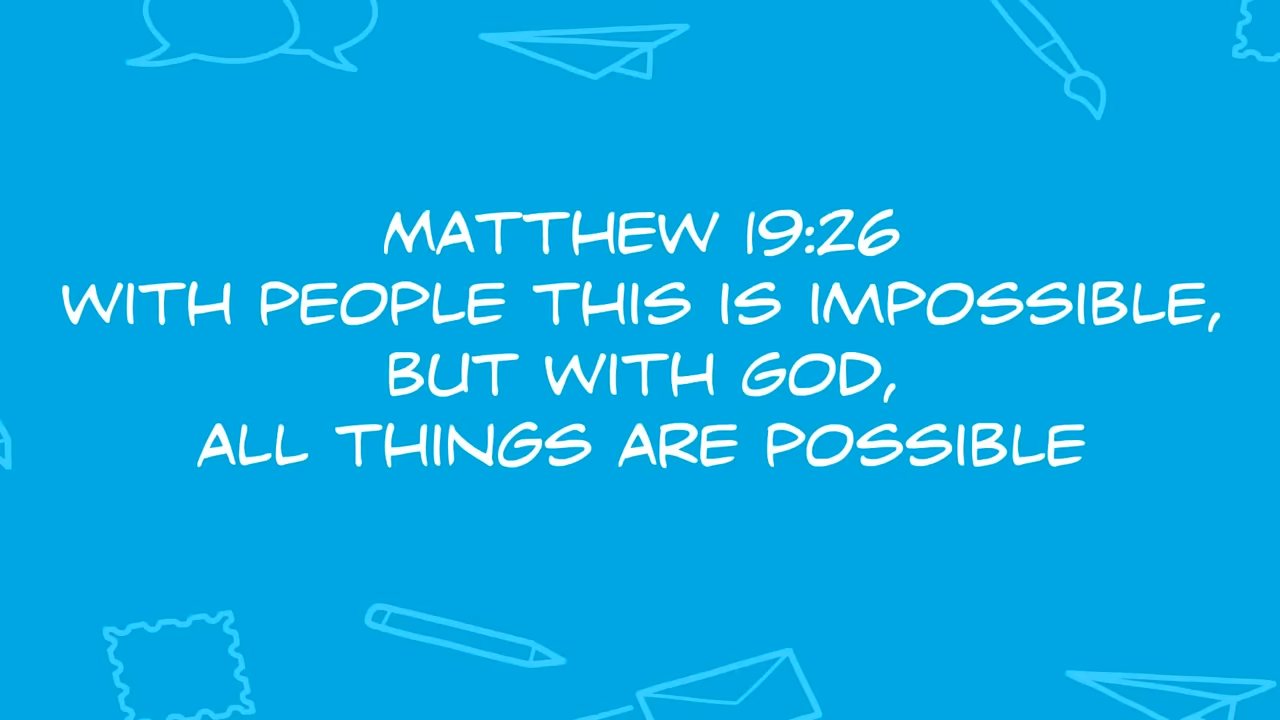 MATTHEW 19:26
WITH PEOPLE THIS IS IMPOSSIBLE,
BUT WITH GOD,
ALL THINGS ARE POSSIBLE